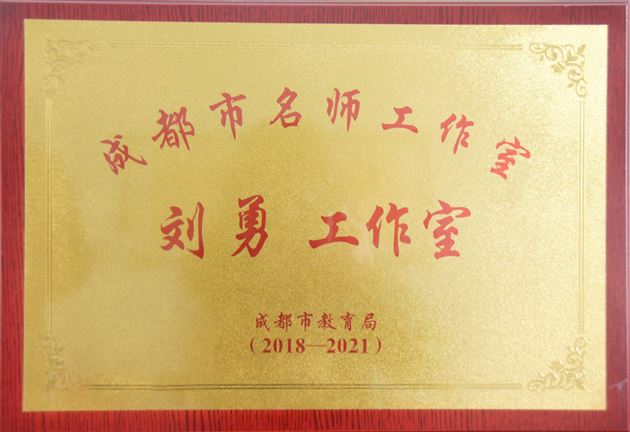 成都市名师工作室
刘勇 工作室
成都市教育局
（2018—2021）